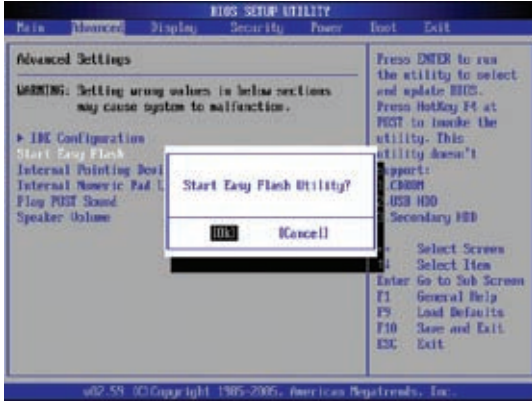 BIOS SETUP UTILITY
Main Advanced Display Security Power Boot Exit
Advanced Settings
WARNING: Setting wrong values in below sections
may cause system to malfunction.
IDE Configuration
Start Easy Flash
Internal Pointing Devi
Internal Numeric Pad L
Play POST Sound
Speaker Volume
Start Easy Flash Utility?
[Ok] [Cancel]
Press ENTER to run
the utility to select
and update BIOS.
Press HotKey F4 at
POST to invoke the
utility. This
utility doesn't
upport:
CDROM
USB HDD
Secondary HDD
Select Screen
Select Item
Enter Go to Sub Screen
F1 General Help
F9 Load Defaults
F10 Save and Exit
ESC Exit
v02.59 (C)Copyright 1985-2005, American Megatrends, Inc.